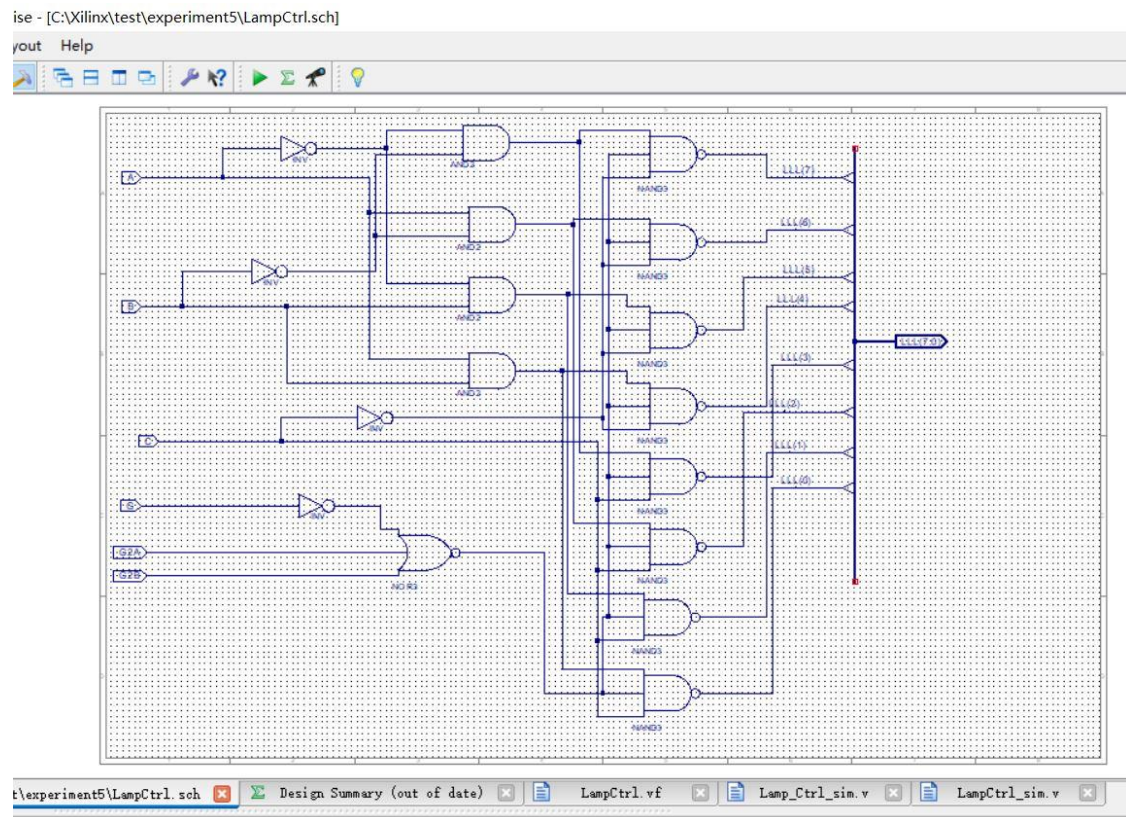 ise - [C:\Xilinx\test\experiment5\LampCtrl.sch]
yout Help
INV
AND2
NAND3
LLL(7)
A
AND2
NAND3
LLL(6)
INV
B
AND2
NAND3
LLL(5)
LLL(4)
LLL(7:0)
AND2
NAND3
LLL(3)
INV
C
NAND3
LLL(2)
LLL(1)
LLL(0)
G
INV
G2A
G2B
NOR3
NAND3
NAND3
NAND3
t\experiment5\LampCtrl.sch Design Summary (out of date) LampCtrl.vf Lamp_Ctrl_sim.v LampCtrl_sim.v